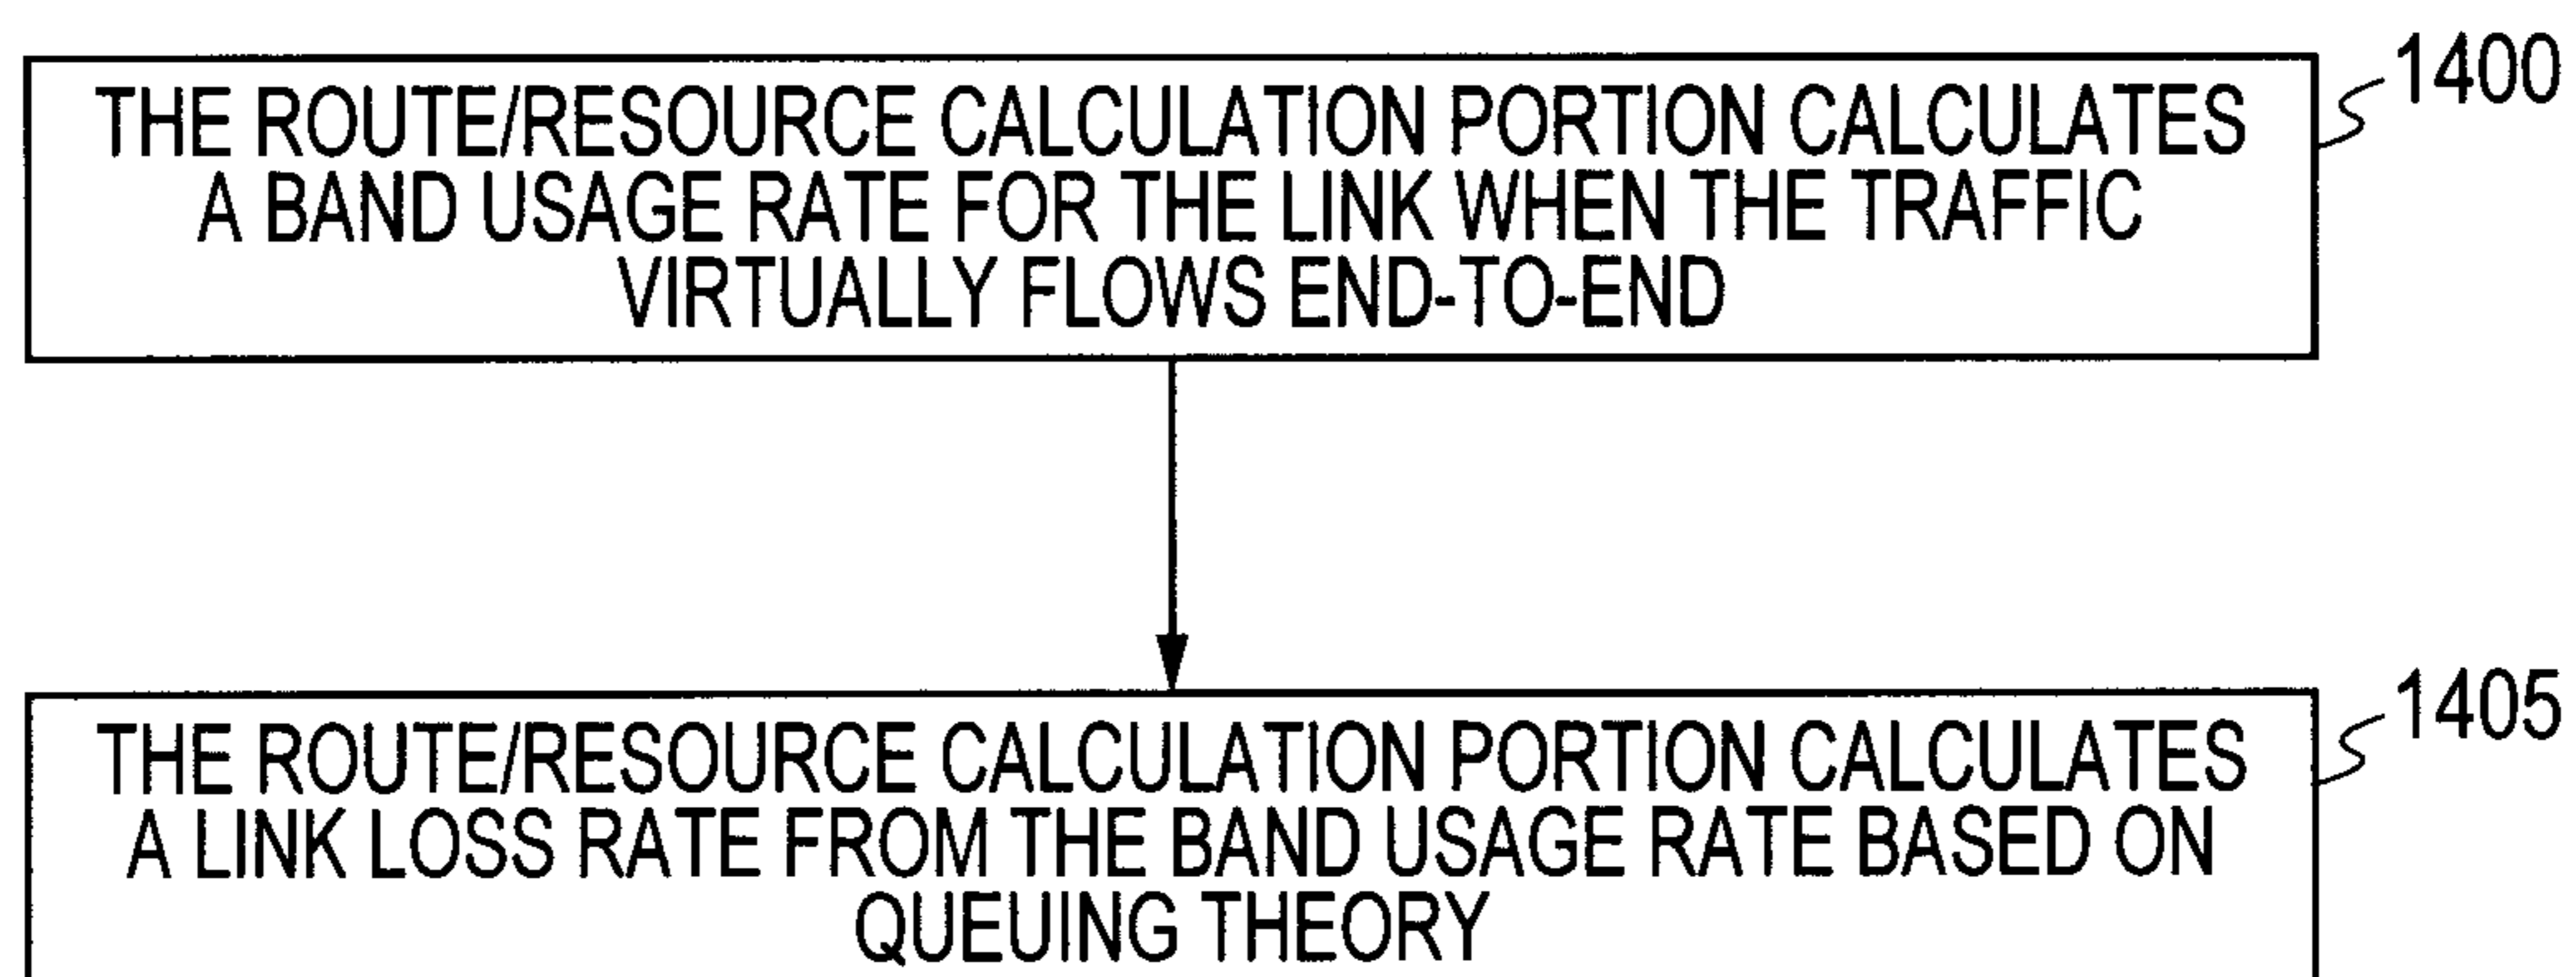 1400
THE ROUTE/RESOURCE CALCULATION PORTION CALCULATES
A BAND USAGE RATE FOR THE LINK WHEN THE TRAFFIC
VIRTUALLY FLOWS END-TO-END
1405
THE ROUTE/RESOURCE CALCULATION PORTION CALCULATES
A LINK LOSS RATE FROM THE BAND USAGE RATE BASED ON
QUEUING THEORY